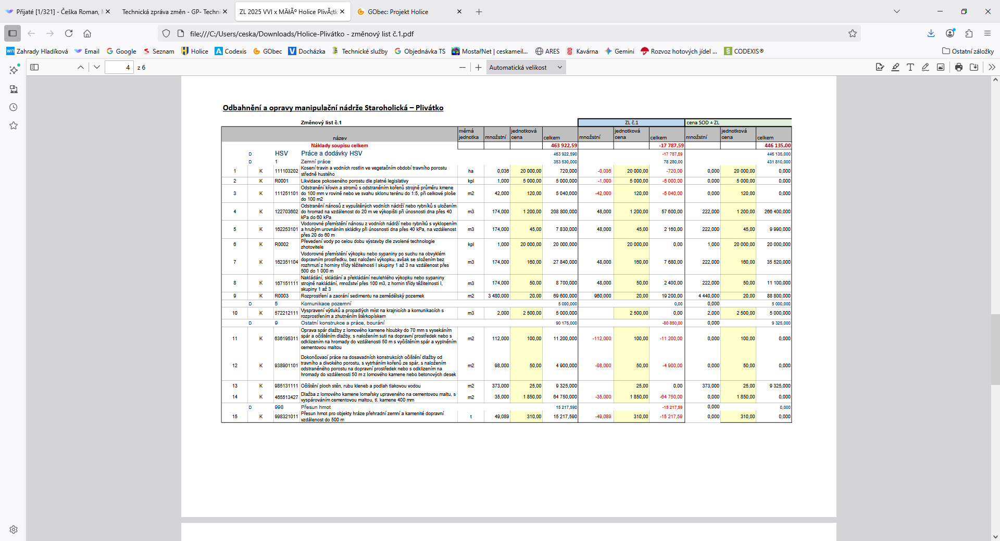 Přijaté [1/321] - Češka Roman,
Technická zpráva změn - GP- Techni
ZL 2025 VVI x MÄłÃº Holice PlivÃ¡tk
GObec: Projekt Holice
file:///C:/Users/ceska/Downloads/Holice-Plivátko - změnový list č.1.pdf
Zahrady Hladíková Email Google Seznam Holice Codexis GObec Docházka Technické služby Objednávka TS MostařNet | ceskameil... ARES Kavárna Gemini Rozvoz hotových jídel ... CODEXIS® Ostatní záložky
4 z 6 Automatická velikost
Odbahnění a opravy manipulační nádrže Staroholická – Plivátko
Změnový list č.1 ZL č.1 cena SOD + ZL
název měrná jednotka množstní jednotková cena celkem množstní jednotková cena celkem množstní jednotková cena celkem
Náklady soupisu celkem 463 922,59 -17 787,59 446 135,00
D HSV Práce a dodávky HSV 463 922,590 -17 787,59 446 135,000
D 1 Zemní práce 353 530,000 78 280,00 431 810,000
1 K 111103202 Kosení travin a vodních rostlin ve vegetačním období travního porostu
středně hustého ha 0,036 20 000,00 720,000 -0,036 20 000,00 -720,00 0,000 20 000,00 0,000
2 K R0001 Likvidace pokoseného porostu dle platné legislativy kpl 1,000 5 000,00 5 000,000 -1,000 5 000,00 -5 000,00 0,000 5 000,00 0,000
Odstranění křovin a stromů s odstraněním kořenů strojně průměru kmene
3 K 111251101 do 100 mm v rovině nebo ve svahu sklonu terénu do 1:5, při celkové ploše m2 42,000 120,00 5 040,000 -42,000 120,00 -5 040,00 0,000 120,00 0,000
do 100 m2
Odstranění nánosů z vypuštěných vodních nádrží nebo rybníků s uložením
4 K 122703602 do hromad na vzdálenost do 20 m ve výkopišti při únosnosti dna přes 40 m3 174,000 1 200,00 208 800,000 48,000 1 200,00 57 600,00 222,000 1 200,00 266 400,000
kPa do 60 kPa
Vodorovné přemístění nánosu z vodních nádrží nebo rybníků s vyklopením
5 K 162253101 a hrubým urovnáním skládky při únosnosti dna přes 40 kPa, na vzdálenost m3 174,000 45,00 7 830,000 48,000 45,00 2 160,00 222,000 45,00 9 990,000
přes 20 do 60 m
6 K R0002 Převedení vody po celou dobu výstavby dle zvolené technologie
zhotovitele kpl 1,000 20 000,00 20 000,000 20 000,00 0,00 1,000 20 000,00 20 000,000
Vodorovné přemístění výkopku nebo sypaniny po suchu na obvyklém
dopravním prostředku, bez naložení výkopku, avšak se složením bez
7 K 162351104 rozhrnutí z horniny třídy těžitelnosti I skupiny 1 až 3 na vzdálenost přes m3 174,000 160,00 27 840,000 48,000 160,00 7 680,00 222,000 160,00 35 520,000
500 do 1 000 m
Nakládání, skládání a překládání neulehlého výkopku nebo sypaniny
8 K 167151111 strojně nakládání, množství přes 100 m3, z hornin třídy těžitelnosti I, m3 174,000 50,00 8 700,000 48,000 50,00 2 400,00 222,000 50,00 11 100,000
skupiny 1 až 3
9 K R0003 Rozprostření a zaorání sedimentu na zemědělský pozemek m2 3 480,000 20,00 69 600,000 960,000 20,00 19 200,00 4 440,000 20,00 88 800,000
D 5 Komunikace pozemní 5 000,000 0,00 0,000 5 000,000
10 K 572212111 Vyspravení výtluků a propadlých míst na krajnicích a komunikacích s
rozprostřením a zhutněním štěrkopískem m3 2,000 2 500,00 5 000,000 2 500,00 0,00 2,000 2 500,00 5 000,000
D 9 Ostatní konstrukce a práce, bourání 90 175,000 -80 850,00 0,000 9 325,000
Oprava spár dlažby z lomového kamene hloubky do 70 mm s vysekáním
spár a očištěním dlažby, s naložením suti na dopravní prostředek nebo s
11 K 636195311 odklizením na hromady do vzdálenosti 50 m s vyčištěním spár a vyplněním m2 112,000 100,00 11 200,000 -112,000 100,00 -11 200,00 0,000 100,00 0,000
cementovou maltou
Dokončovací práce na dosavadních konstrukcích očištění dlažby od
travního a divokého porostu, s vytrháním kořenů ze spár, s naložením
12 K 938901101 odstraněného porostu na dopravní prostředek nebo s odklizením na m2 98,000 50,00 4 900,000 -98,000 50,00 -4 900,00 0,000 50,00 0,000
hromady do vzdálenosti 50 m z lomového kamene nebo betonových desek
13 K 985131111 Očištění ploch stěn, rubu kleneb a podlah tlakovou vodou m2 373,000 25,00 9 325,000 25,00 0,00 373,000 25,00 9 325,000
14 K 465513427 Dlažba z lomového kamene lomařsky upraveného na cementovou maltu, s
vyspárováním cementovou maltou, tl. kamene 400 mm m2 35,000 1 850,00 64 750,000 -35,000 1 850,00 -64 750,00 0,000 1 850,00 0,000
D 998 Přesun hmot 15 217,590 -15 217,59 0,000 0,000
15 K 998321011 Přesun hmot pro objekty hráze přehradní zemní a kamenité dopravní
vzdálenost do 500 m t 49,089 310,00 15 217,590 -49,089 310,00 -15 217,59 0,000 310,00 0,000